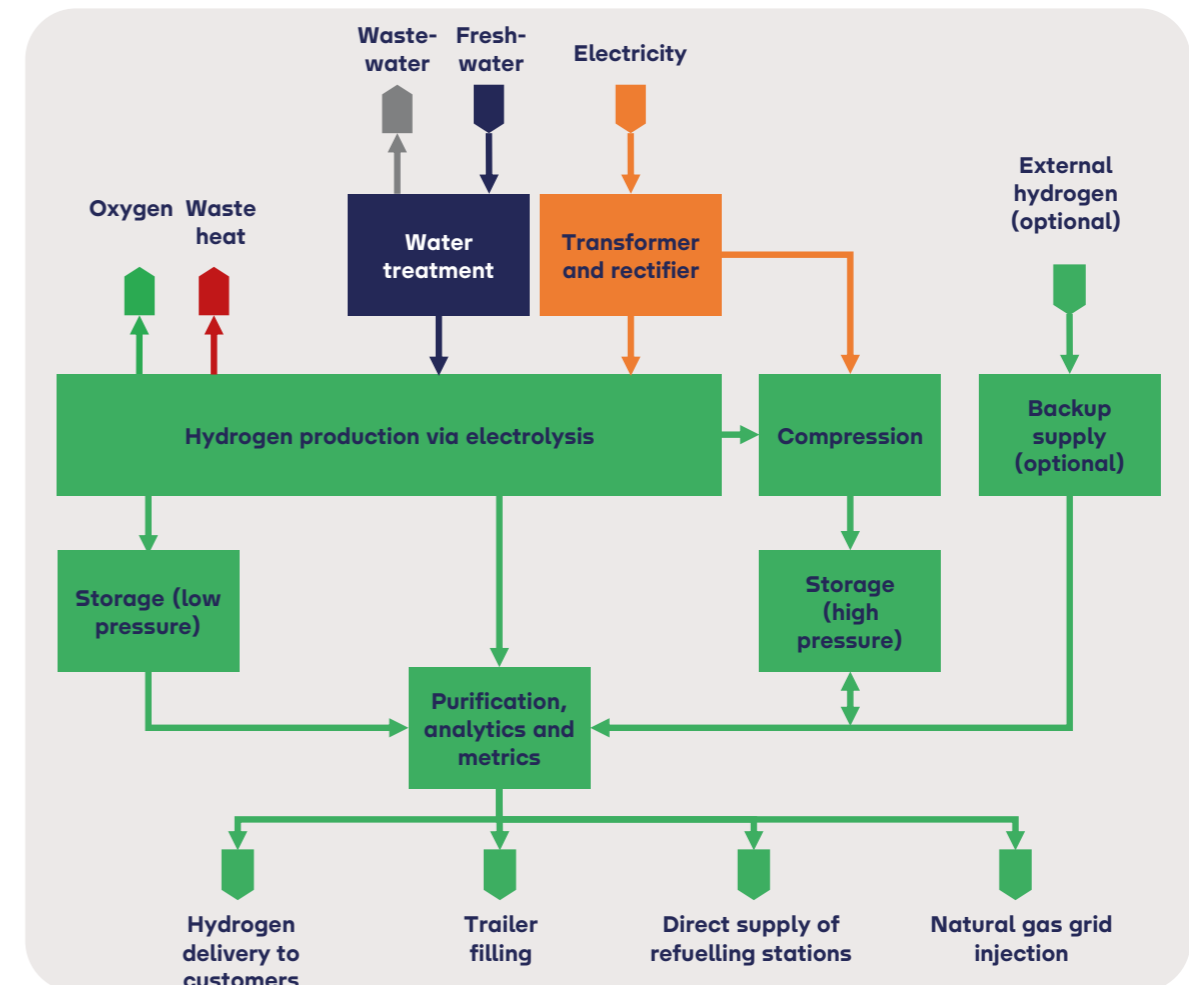 Waste-
water
Fresh-
water
Electricity
External
hydrogen
(optional)
Oxygen
Waste
heat
Water
treatment
Transformer
and rectifier
Hydrogen production via electrolysis
Compression
Backup
supply
(optional)
Storage (low
pressure)
Storage
(high
pressure)
Purification,
analytics and
metrics
Hydrogen
delivery to
customers
Trailer
filling
Direct supply of
refuelling stations
Natural gas grid
injection